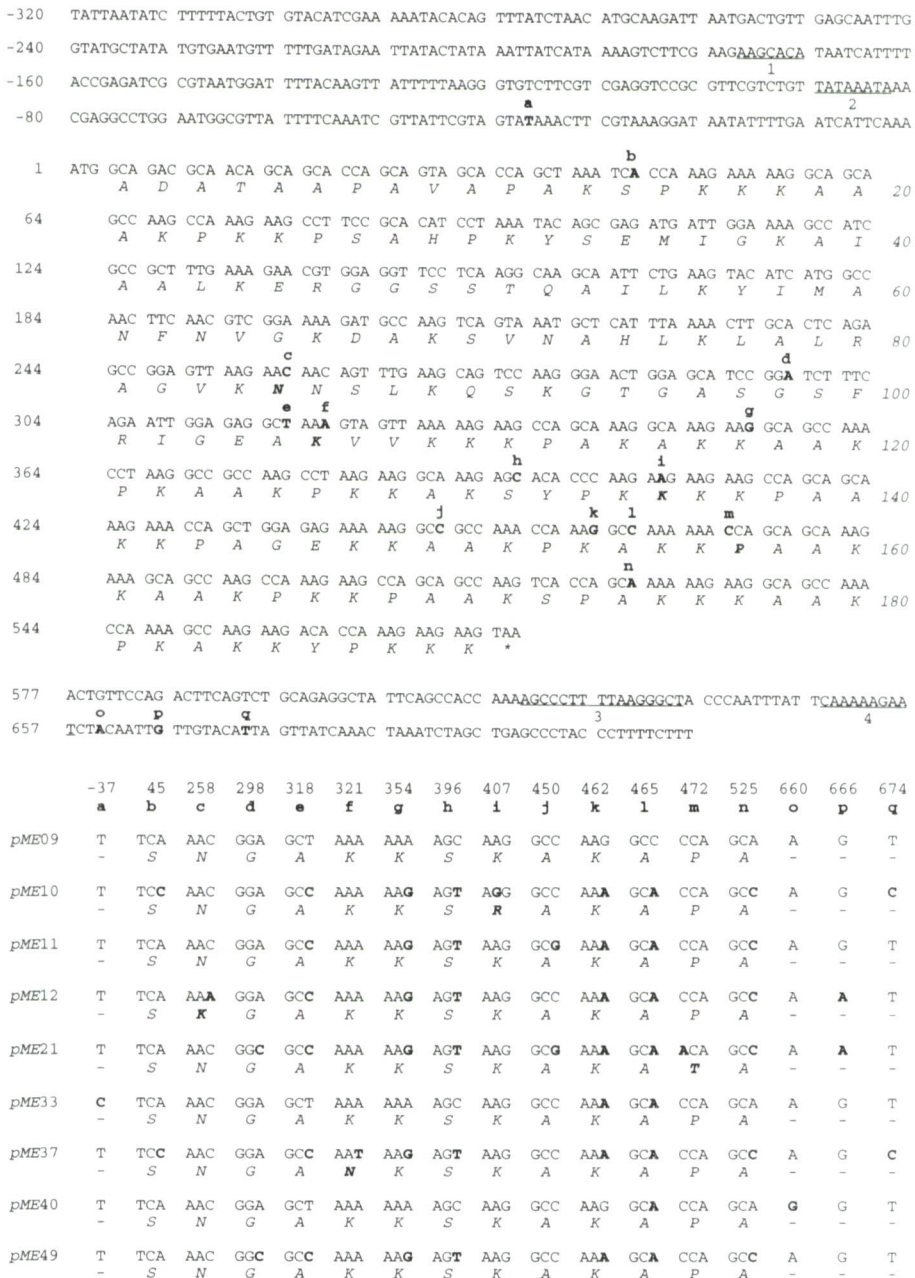 -320 TATTAATATC TTTTTACTGT GTACATCGAA AAATACACAG TTTATCTAAC ATGCAAGATT AATGACTGTT GAGCAATTTG
-240 GTATGCTATA TGTGAATGTT TTTGATAGAA TTATACTATA AATTATCATA AAAGTCTTCG AAGAAGCACA TAATCATTTT
1
-160 ACCGAGATCG CGTAATGGAT TTTACAAGTT ATTTTTAAGG GTGTCTTCGT CGAGGTCCGC GTTCGTCTGT TATAAATAAA
a 2
-80 CGAGGCCTGG AATGGCGTTA TTTTCAAATC GTTATTCGTA GTATAAACTT CGTAAAGGAT AATATTTTGA ATCATTCAAA
b
1 ATG GCA GAC GCA ACA GCA GCA CCA GCA GTA GCA CCA GCT AAA TCA CCA AAG AAA AAG GCA GCA
A D A T A A P A V A P A K S P K K K A A 20
64 GCC AAG CCA AAG AAG CCT TCC GCA CAT CCT AAA TAC AGC GAG ATG ATT GGA AAA GCC ATC
A K P K K P S A H P K Y S E M I G K A I 40
124 GCC GCT TTG AAA GAA CGT GGA GGT TCC TCA AGG CAA GCA ATT CTG AAG TAC ATC ATG GCC
A A L K E R G G S S T Q A I L K Y I M A 60
184 AAC TTC AAC GTC GGA AAA GAT GCC AAG TCA GTA AAT GCT CAT TTA AAA CTT GCA CTC AGA
N F N V G K D A K S V N A H L K L A L R 80
c d
244 GCC GGA GTT AAG AAC AAC AGT TTG AAG CAG TCC AAG GGA ACT GGA GCA TCC GGA TCT TTC
A G V K N N S L K Q S K G T G A S G S F 100
e f g
304 AGA ATT GGA GAG GCT AAA GTA GTT AAA AAG AAG CCA GCA AAG GCA AAG AAG GCA GCC AAA
R I G E A K V V K K K P A K A K K A A K 120
h i
364 CCT AAG GCC GCC AAG CCT AAG AAG GCA AAG AGC ACA CCC AAG AAG AAG AAG CCA GCA GCA
P K A A K P K K A K S Y P K K K K P A A 140
j k l m
424 AAG AAA CCA GCT GGA GAG AAA AAG GCC GCC AAA CCA AAG GCC AAA AAA CCA GCA GCA AAG
K K P A G E K K A A K P K A K K P A A K 160
n
484 AAA GCA GCC AAG CCA AAG AAG CCA GCA GCC AAG TCA CCA GCA AAA AAG AAG GCA GCC AAA
K A A K P K K P A A K S P A K K K A A K 180
544 CCA AAA GCC AAG AAG ACA CCA AAG AAG AAG TAA
P K A K K Y P K K K *
577 ACTGTTCCAG ACTTCAGTCT GCAGAGGCTA TTCAGCCACC AAAAGCCCTT TTAAGGGCTA CCCAATTTAT TCAAAAAGAA
o p q 3 4
657 TCTACAATTG TTGTACATTA GTTATCAAAC TAAATCTAGC TGAGCCCTAC CCTTTTCTTT
-37 45 258 298 318 321 354 396 407 450 462 465 472 525 660 666 674
a b c d e f g h i j k l m n o p q
pME09 T TCA AAC GGA GCT AAA AAA AGC AAG GCC AAG GCC CCA GCA A G T
- S N G A K K S K A K A P A - - -
pME10 T TCC AAC GGA GCC AAA AAG AGT AGG GCC AAA GCA CCA GCC A G C
- S N G A K K S R A K A P A - - -
pME11 T TCA AAC GGA GCC AAA AAG AGT AAG GCG AAA GCA CCA GCC A G T
- S N G A K K S K A K A P A - - -
pME12 T TCA AAA GGA GCC AAA AAG AGT AAG GCC AAA GCA CCA GCC A A T
- S K G A K K S K A K A P A - - -
pME21 T TCA AAC GGC GCC AAA AAG AGT AAG GCG AAA GCA ACA GCC A A T
- S N G A K K S K A K A T A - - -
pME33 C TCA AAC GGA GCT AAA AAA AGC AAG GCC AAA GCA CCA GCA A G T
- S N G A K K S K A K A P A - - -
pME37 T TCC AAC GGA GCC AAT AAG AGT AAG GCC AAA GCA CCA GCC A G C
- S N G A N K S K A K A P A - - -
pME40 T TCA AAC GGA GCT AAA AAA AGC AAG GCC AAG GCA CCA GCA G G T
- S N G A K K S K A K A P A - - -
pME49 T TCA AAC GGC GCC AAA AAG AGT AAG GCC AAA GCA CCA GCC A G T
- S N G A K K S K A K A P A - - -